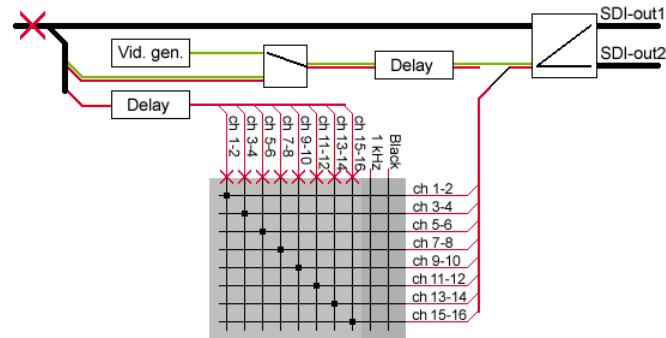 SDI-out1
Vid. gen.
SDI-out2
Delay
Delay
ch 1-2
ch 3-4
ch 5-6
ch 7-8
ch 9-10
ch 11-12
ch 13-14
ch 15-16
1 kHz
Black
ch 1-2
ch 3-4
ch 5-6
ch 7-8
ch 9-10
ch 11-12
ch 13-14
ch 15-16